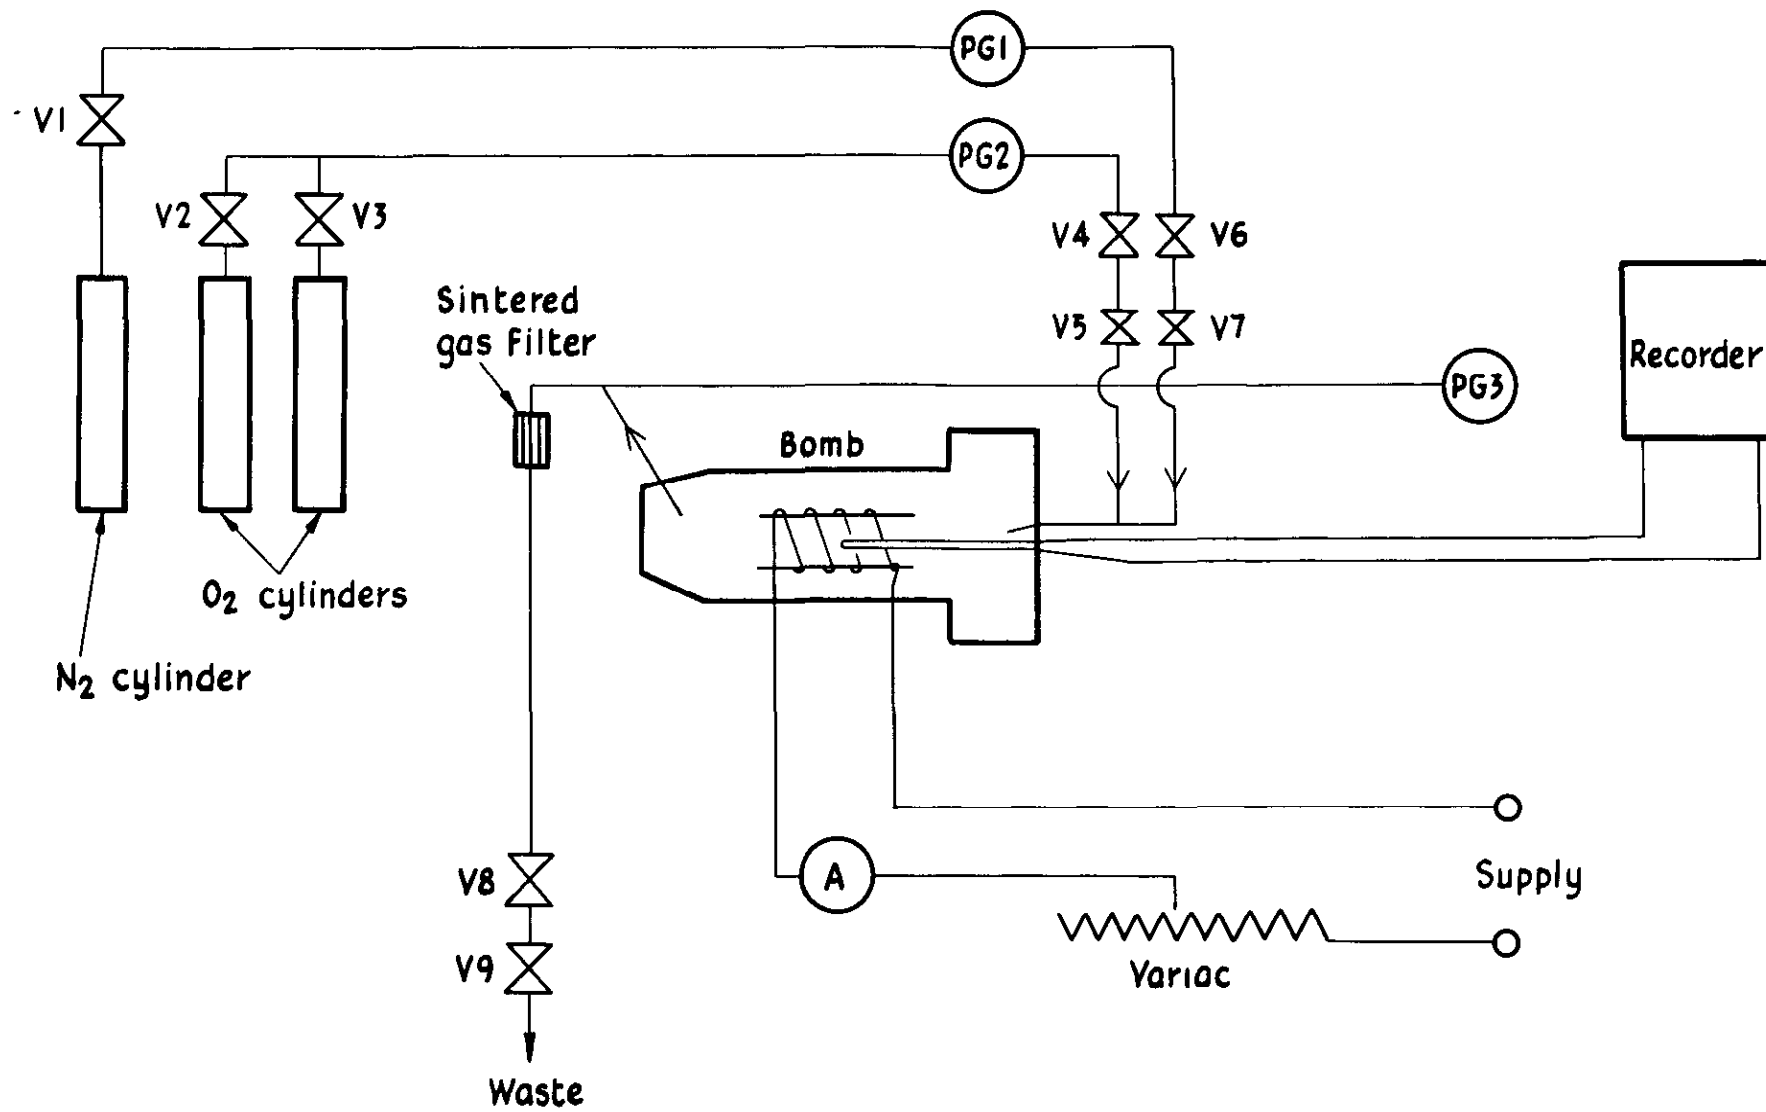 PG1
V1
PG2
V2
V3
V4
V6
Sintered
gas filter
V5
V7
Recorder
PG3
Bomb
O₂ cylinders
N₂ cylinder
V8
A
Supply
V9
Variac
Waste